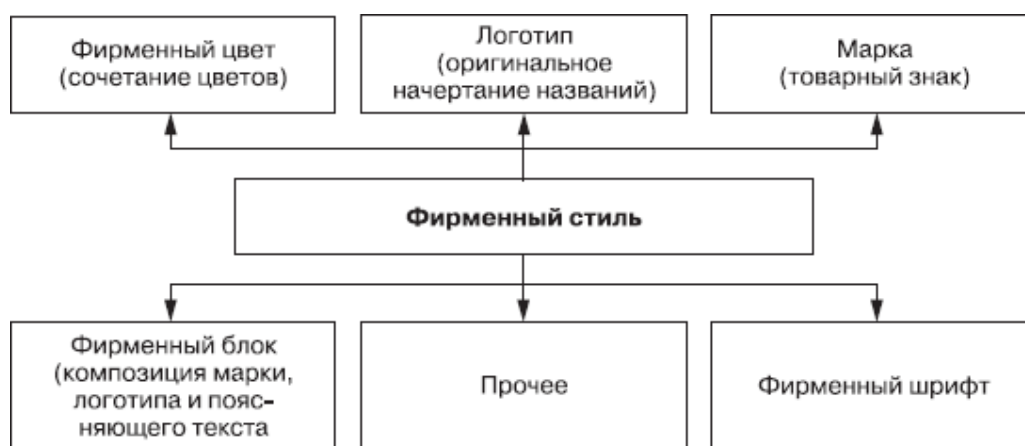 Фирменный цвет
(сочетание цветов)
Логотип
(оригинальное
начертание названий)
Марка
(товарный знак)
Фирменный стиль
Фирменный блок
(композиция марки,
логотипа и пояс-
няющего текста
Прочее
Фирменный шрифт